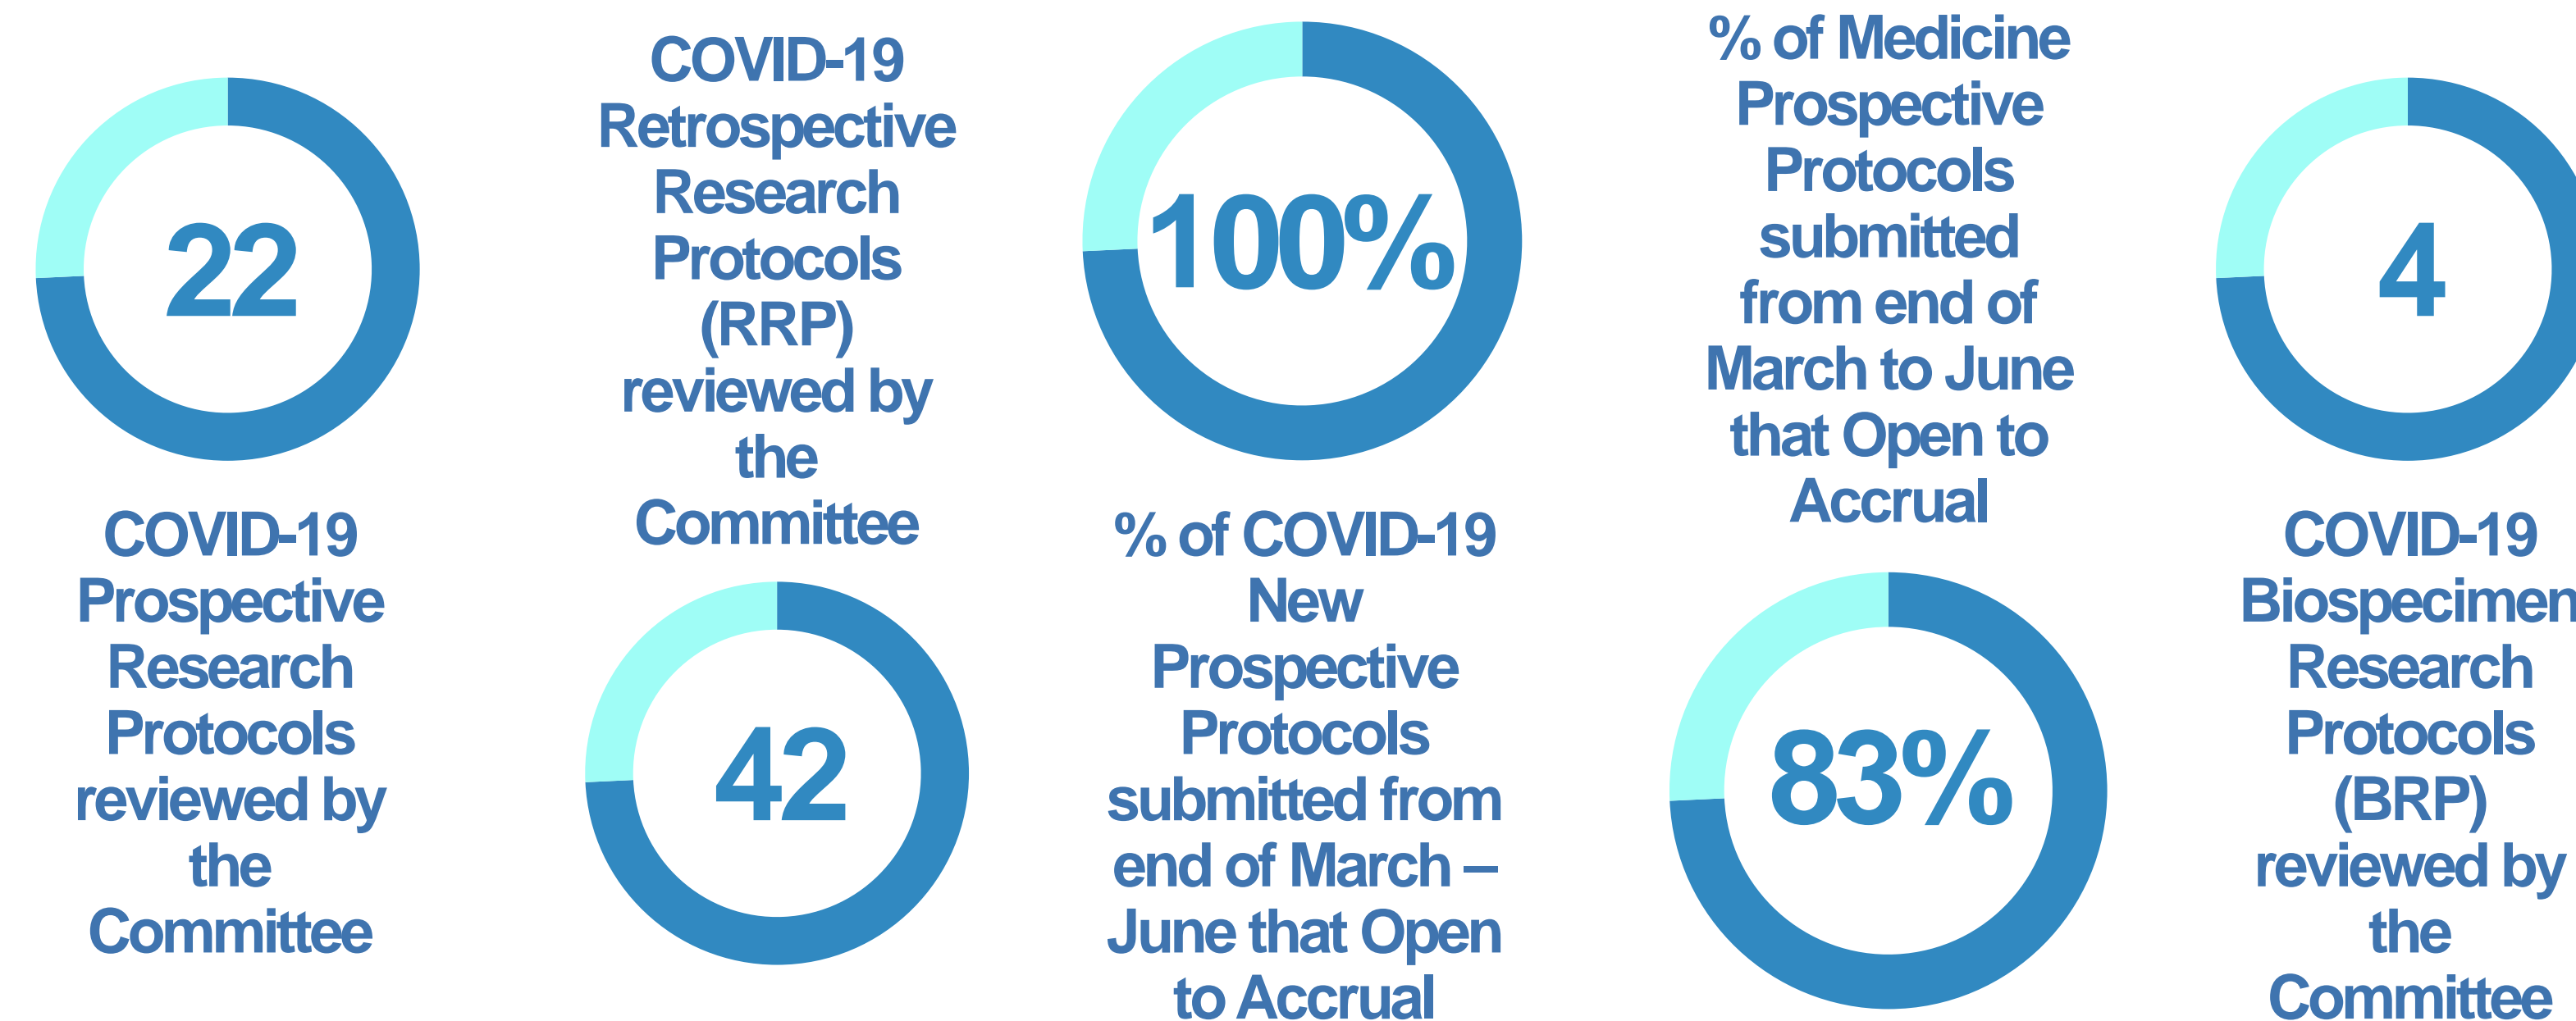 22
COVID-19
Prospective
Research
Protocols
reviewed by
the
Committee
COVID-19
Retrospective
Research
Protocols
(RRP)
reviewed by
the
Committee
42
100%
% of COVID-19
New
Prospective
Protocols
submitted from
end of March –
June that Open
to Accrual
% of Medicine
Prospective
Protocols
submitted
from end of
March to June
that Open to
Accrual
83%
4
COVID-19
Biospecimen
Research
Protocols
(BRP)
reviewed by
the
Committee